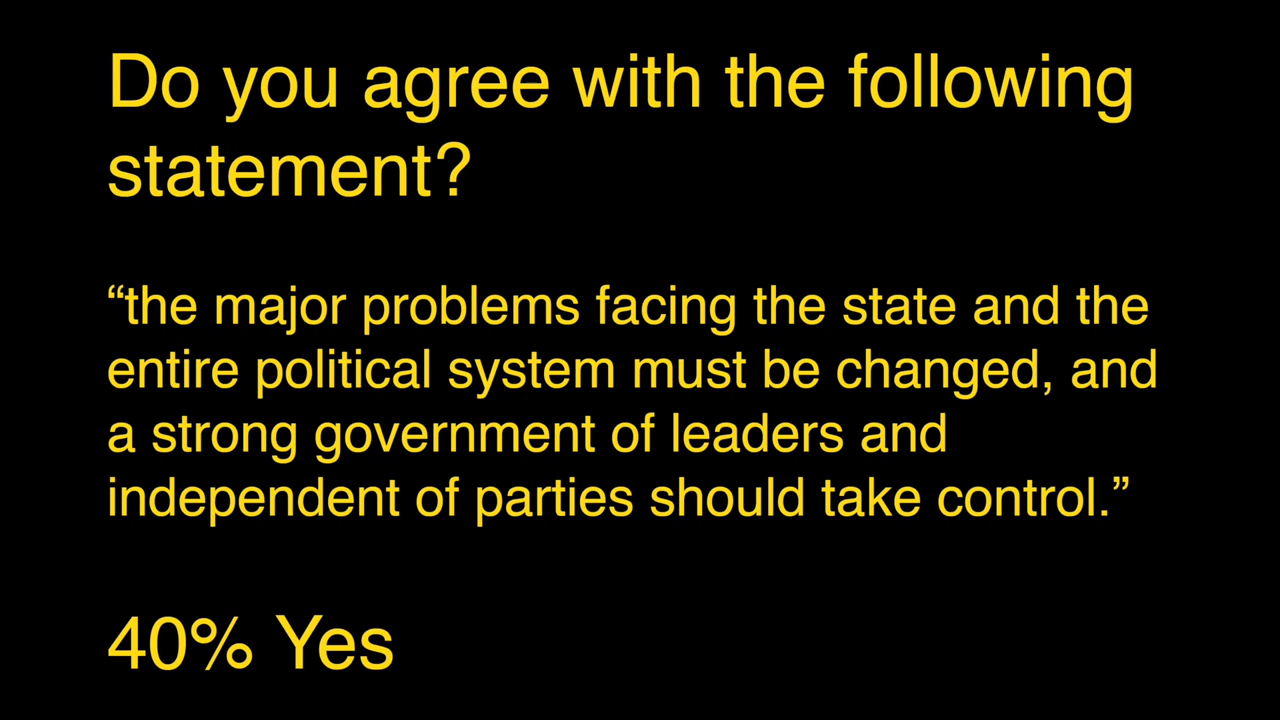 Do you agree with the following
statement?
“the major problems facing the state and the
entire political system must be changed, and
a strong government of leaders and
independent of parties should take control.”
40% Yes